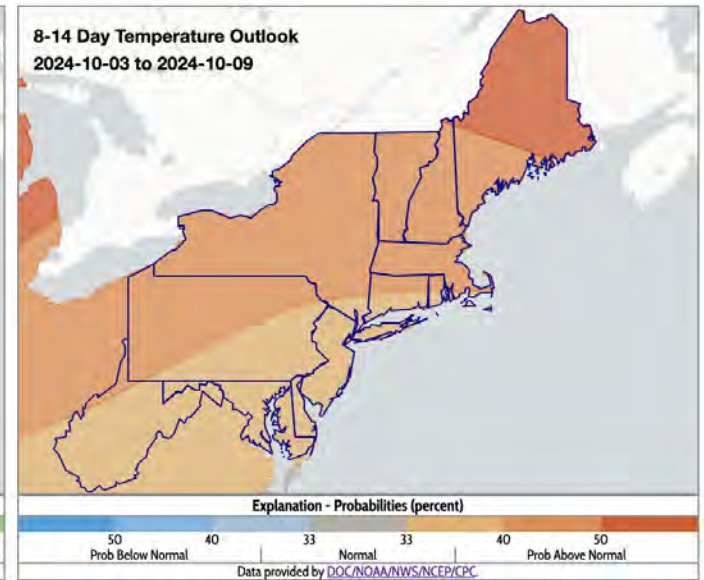 8-14 Day Temperature Outlook
2024-10-03 to 2024-10-09
Explanation - Probabilities (percent)
50 40 33 33 40 50
Prob Below Normal | Normal | Prob Above Normal
Data provided by DOC/NOAA/NWS/NCEP/CPC.